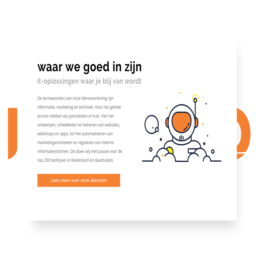 waar we goed in zijn
it-oplossingen waar je blij van wordt
De kernwoorden van onze dienstverlening zijn
informatie, marketing en techniek. Voor het gehele
proces hebben wij specialisten in huis. Van het
ontwerpen, ontwikkelen en beheren van websites,
webshops en apps, tot het automatiseren van
marketingactiviteiten en reguleren van interne
informatiestromen. Dit doen wij met passie voor de
top 200 bedrijven in Nederland en daarbuiten.
Lees meer over onze diensten